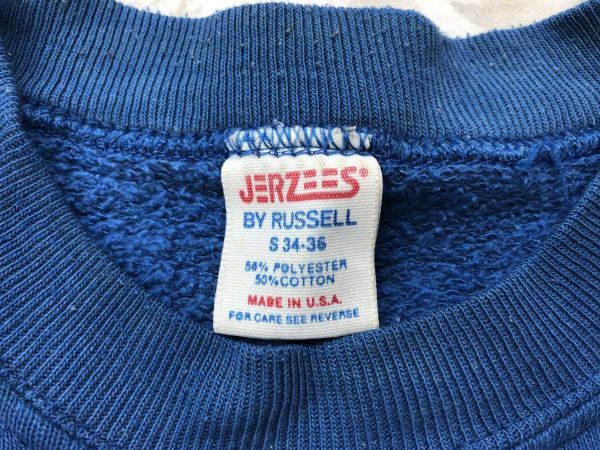 JERZEES®
BY RUSSELL
S 34-36
50% POLYESTER
50% COTTON
MADE IN U.S.A.
FOR CARE SEE REVERSE